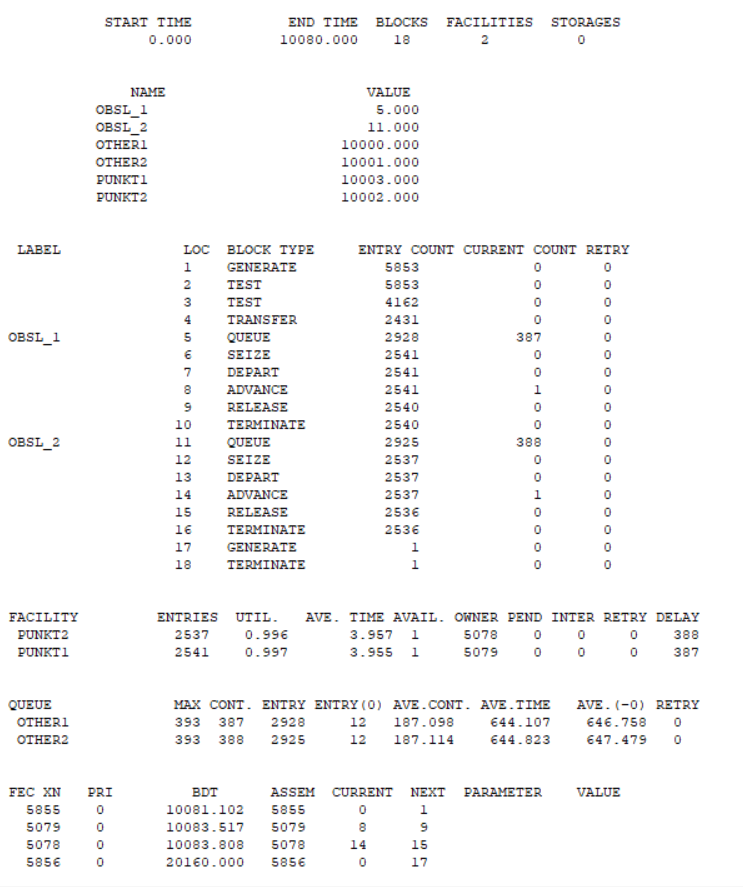 START TIME END TIME BLOCKS FACILITIES STORAGES
0.000 10080.000 18 2 0
NAME VALUE
OBSL_1 5.000
OBSL_2 11.000
OTHER1 10000.000
OTHER2 10001.000
PUNKT1 10003.000
PUNKT2 10002.000
LABEL LOC BLOCK TYPE ENTRY COUNT CURRENT COUNT RETRY
1 GENERATE 5853 0 0
2 TEST 5853 0 0
3 TEST 4162 0 0
4 TRANSFER 2431 0 0
OBSL_1 5 QUEUE 2928 387 0
6 SEIZE 2541 0 0
7 DEPART 2541 0 0
8 ADVANCE 2541 1 0
9 RELEASE 2540 0 0
10 TERMINATE 2540 0 0
OBSL_2 11 QUEUE 2925 388 0
12 SEIZE 2537 0 0
13 DEPART 2537 0 0
14 ADVANCE 2537 1 0
15 RELEASE 2536 0 0
16 TERMINATE 2536 0 0
17 GENERATE 1 0 0
18 TERMINATE 1 0 0
FACILITY ENTRIES UTIL. AVE. TIME AVAIL. OWNER PEND INTER RETRY DELAY
PUNKT2 2537 0.996 3.957 1 5078 0 0 0 388
PUNKT1 2541 0.997 3.955 1 5079 0 0 0 387
QUEUE MAX CONT. ENTRY ENTRY(0) AVE.CONT. AVE.TIME AVE.(-0) RETRY
OTHER1 393 387 2928 12 187.098 644.107 646.758 0
OTHER2 393 388 2925 12 187.114 644.823 647.479 0
FEC XN PRI BDT ASSEM CURRENT NEXT PARAMETER VALUE
5855 0 10081.102 5855 0 1
5079 0 10083.517 5079 8 9
5078 0 10083.808 5078 14 15
5856 0 20160.000 5856 0 17